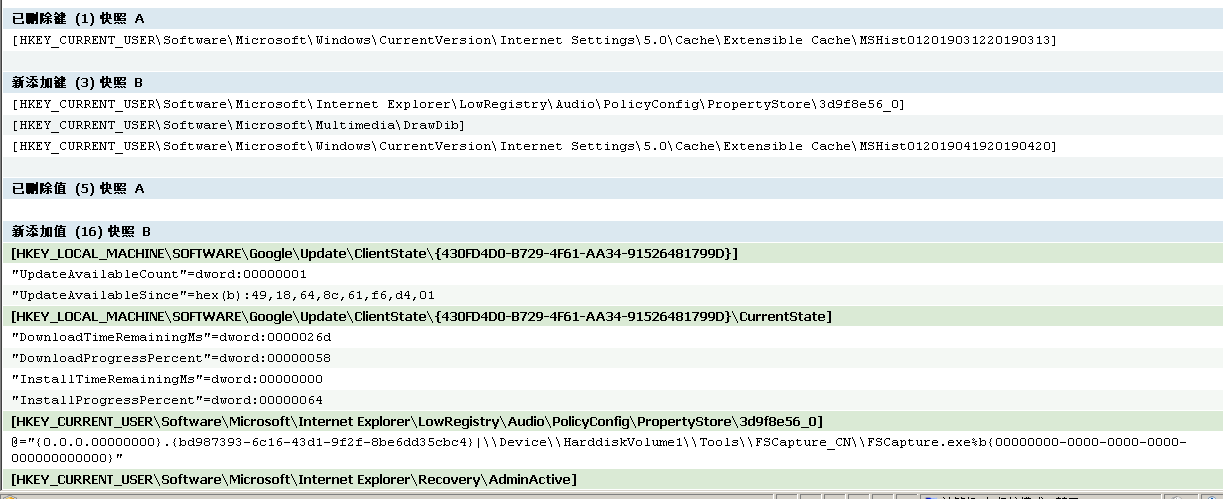 已删除键 (1) 快照 A
[HKEY_CURRENT_USER\Software\Microsoft\Windows\CurrentVersion\Internet Settings\5.0\Cache\Extensible Cache\MSHist012019031220190313]
新添加键 (3) 快照 B
[HKEY_CURRENT_USER\Software\Microsoft\Internet Explorer\LowRegistry\Audio\PolicyConfig\PropertyStore\3d9f8e56_0]
[HKEY_CURRENT_USER\Software\Microsoft\Multimedia\DrawDib]
[HKEY_CURRENT_USER\Software\Microsoft\Windows\CurrentVersion\Internet Settings\5.0\Cache\Extensible Cache\MSHist012019041920190420]
已删除值 (5) 快照 A
新添加值 (16) 快照 B
[HKEY_LOCAL_MACHINE\SOFTWARE\Google\Update\ClientState\{430FD4D0-B729-4F61-AA34-91526481799D}]
"UpdateAvailableCount"=dword:00000001
"UpdateAvailableSince"=hex(b):49,18,64,8c,61,f6,d4,01
[HKEY_LOCAL_MACHINE\SOFTWARE\Google\Update\ClientState\{430FD4D0-B729-4F61-AA34-91526481799D}\CurrentState]
"DownloadTimeRemainingMs"=dword:0000026d
"DownloadProgressPercent"=dword:00000058
"InstallTimeRemainingMs"=dword:00000000
"InstallProgressPercent"=dword:00000064
[HKEY_CURRENT_USER\Software\Microsoft\Internet Explorer\LowRegistry\Audio\PolicyConfig\PropertyStore\3d9f8e56_0]
@="{0.0.0.00000000}.{bd987393-6c16-43d1-9f2f-8be6dd35cbc4}|\\Device\\HarddiskVolume1\\Tools\\FSCapture_CN\\FSCapture.exe%b{00000000-0000-0000-0000-
000000000000}"
[HKEY_CURRENT_USER\Software\Microsoft\Internet Explorer\Recovery\AdminActive]